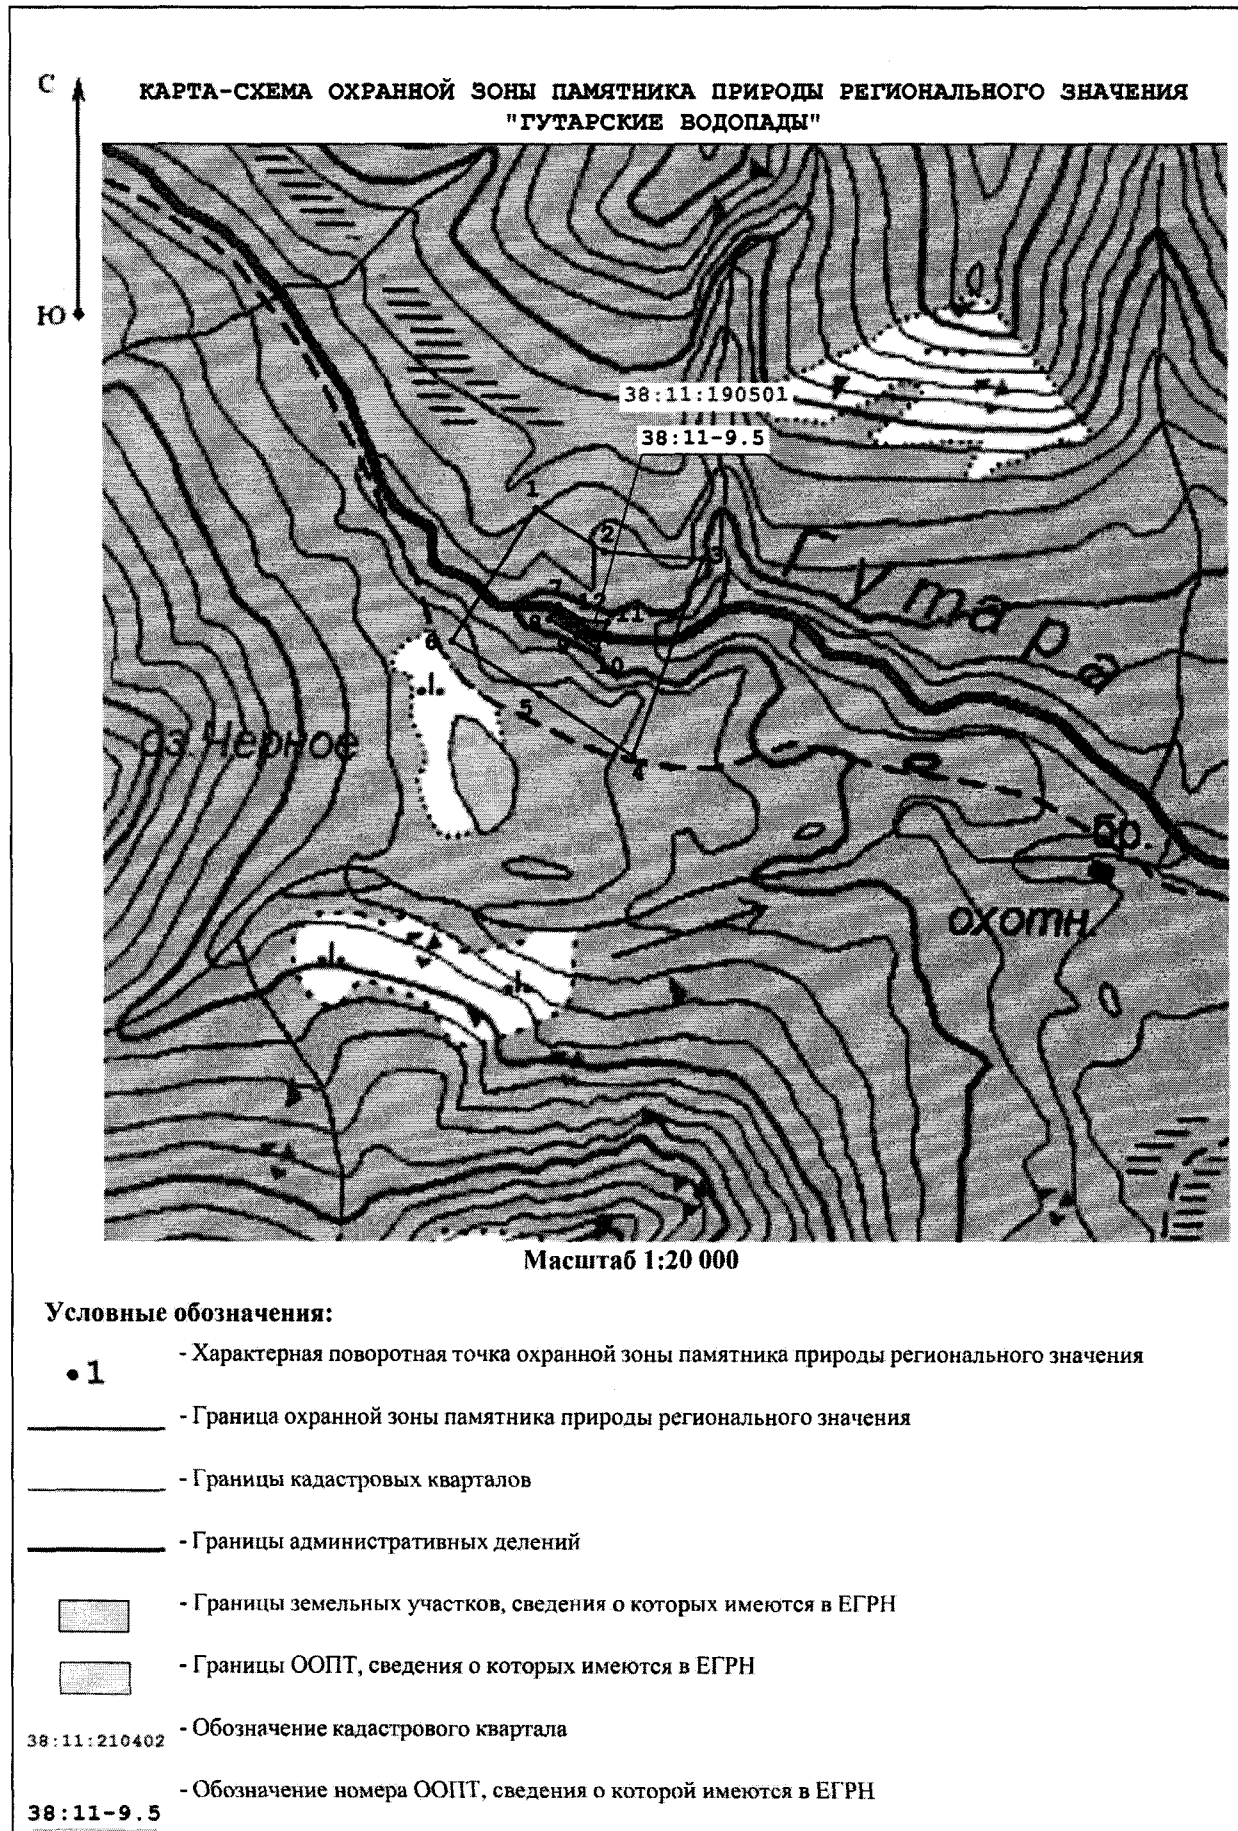 С
КАРТА-СХЕМА ОХРАННОЙ ЗОНЫ ПАМЯТНИКА ПРИРОДЫ РЕГИОНАЛЬНОГО ЗНАЧЕНИЯ
"ГУТАРСКИЕ ВОДОПАДЫ"
Ю
38:11:190501
38:11-9.5
1
2
3
Гутара
7
12
11
8
9
10
6
5
4
оз.Черное
бр.
охотн.
Масштаб 1:20 000
Условные обозначения:
1 - Характерная поворотная точка охранной зоны памятника природы регионального значения
- Граница охранной зоны памятника природы регионального значения
- Границы кадастровых кварталов
- Границы административных делений
- Границы земельных участков, сведения о которых имеются в ЕГРН
- Границы ООПТ, сведения о которых имеются в ЕГРН
38:11:210402 - Обозначение кадастрового квартала
38:11-9.5 - Обозначение номера ООПТ, сведения о которой имеются в ЕГРН